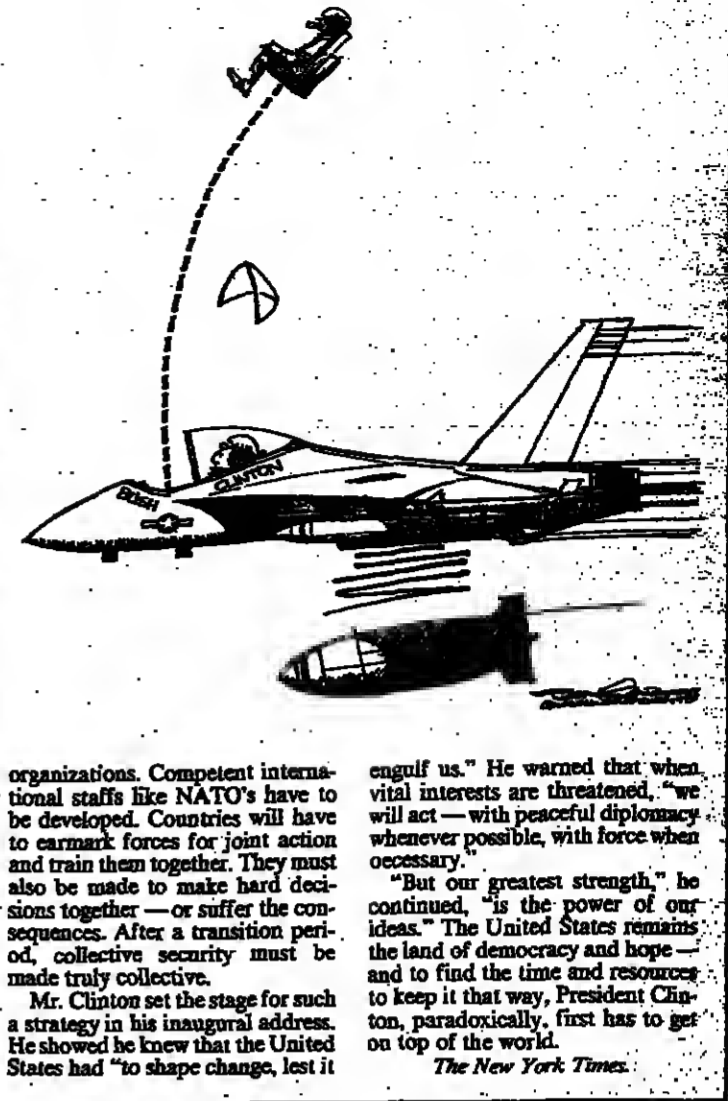 BUSH
CLINTON
organizations. Competent interna-
tional staffs like NATO's have to
be developed. Countries will have
to earmark forces for joint action
and train them together. They must
also be made to make hard deci-
sions together — or suffer the con-
sequences. After a transition peri-
od, collective security must be
made truly collective.
Mr. Clinton set the stage for such
a strategy in his inaugural address.
He showed he knew that the United
States had "to shape change, lest it
engulf us." He warned that when
vital interests are threatened, "we
will act — with peaceful diplomacy
whenever possible, with force when
oecessary."
"But our greatest strength," he
continued, "is the power of our
ideas." The United States remains
the land of democracy and hope —
and to find the time and resources
to keep it that way, President Clin-
ton, paradoxically, first has to get
on top of the world.
The New York Times.